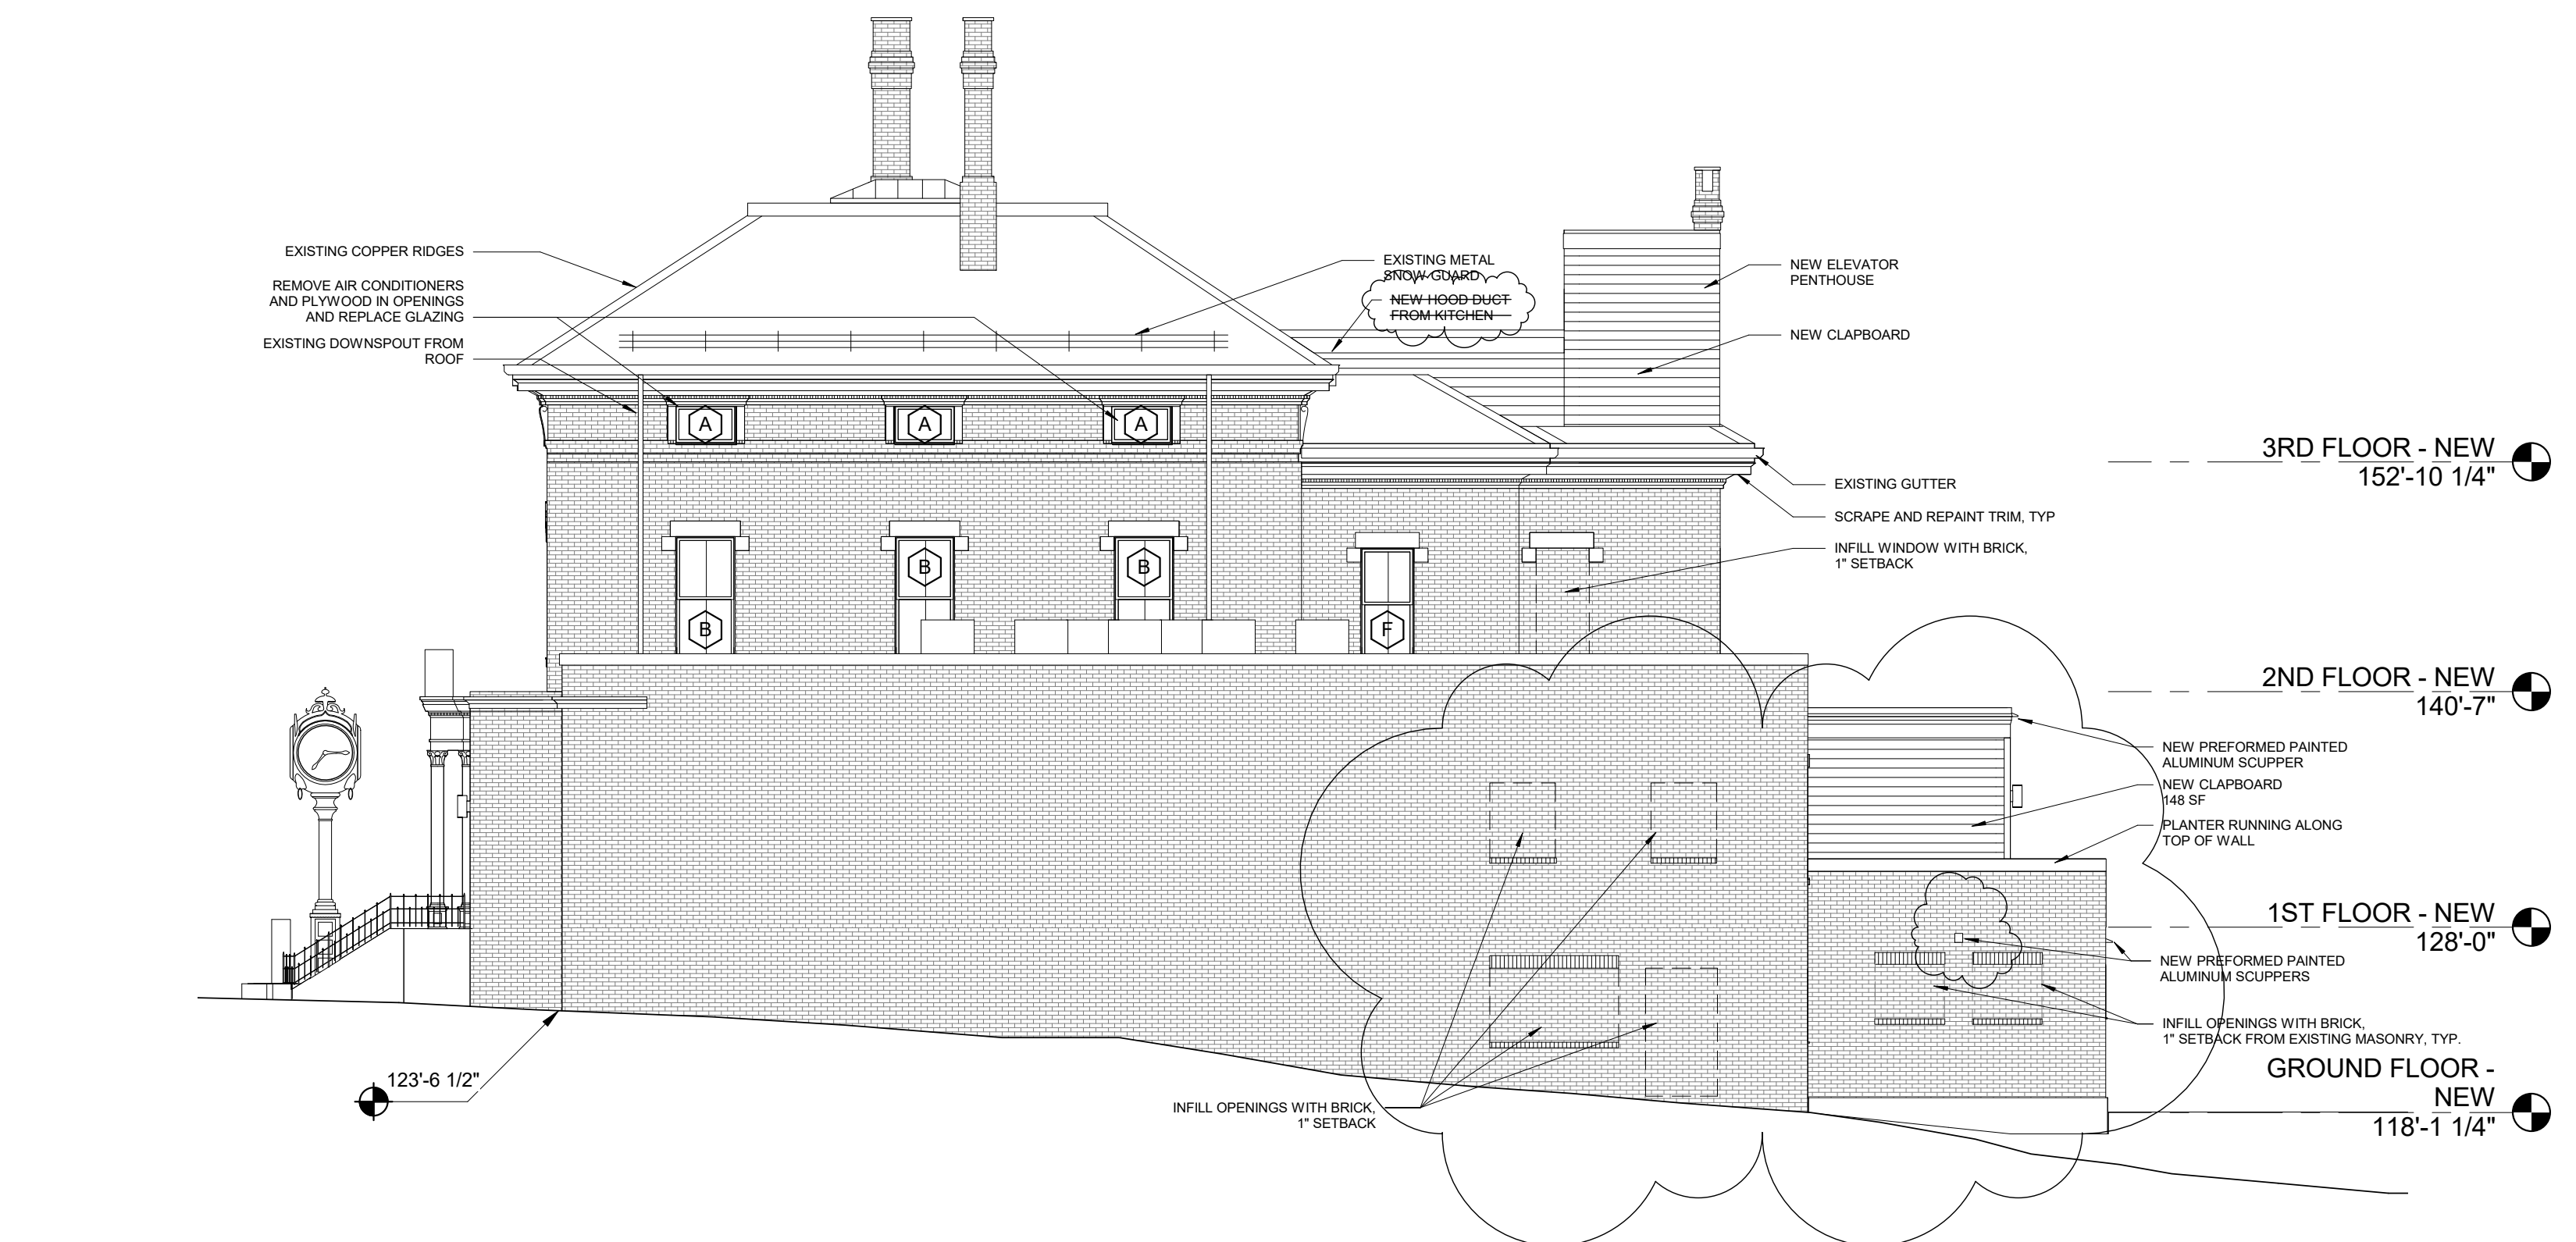 EXISTING COPPER RIDGES
REMOVE AIR CONDITIONERS
AND PLYWOOD IN OPENINGS
AND REPLACE GLAZING
EXISTING DOWNSPOUT FROM
ROOF
EXISTING METAL
SNOW GUARD
NEW HOOD DUCT
FROM KITCHEN
NEW ELEVATOR
PENTHOUSE
NEW CLAPBOARD
A
A
A
3RD FLOOR - NEW
152'-10 1/4"
EXISTING GUTTER
SCRAPE AND REPAINT TRIM, TYP
INFILL WINDOW WITH BRICK,
1" SETBACK
B
B
B
F
2ND FLOOR - NEW
140'-7"
NEW PREFORMED PAINTED
ALUMINUM SCUPPER
NEW CLAPBOARD
148 SF
PLANTER RUNNING ALONG
TOP OF WALL
1ST FLOOR - NEW
128'-0"
NEW PREFORMED PAINTED
ALUMINUM SCUPPERS
INFILL OPENINGS WITH BRICK,
1" SETBACK FROM EXISTING MASONRY, TYP.
GROUND FLOOR -
NEW
118'-1 1/4"
123'-6 1/2"
INFILL OPENINGS WITH BRICK,
1" SETBACK